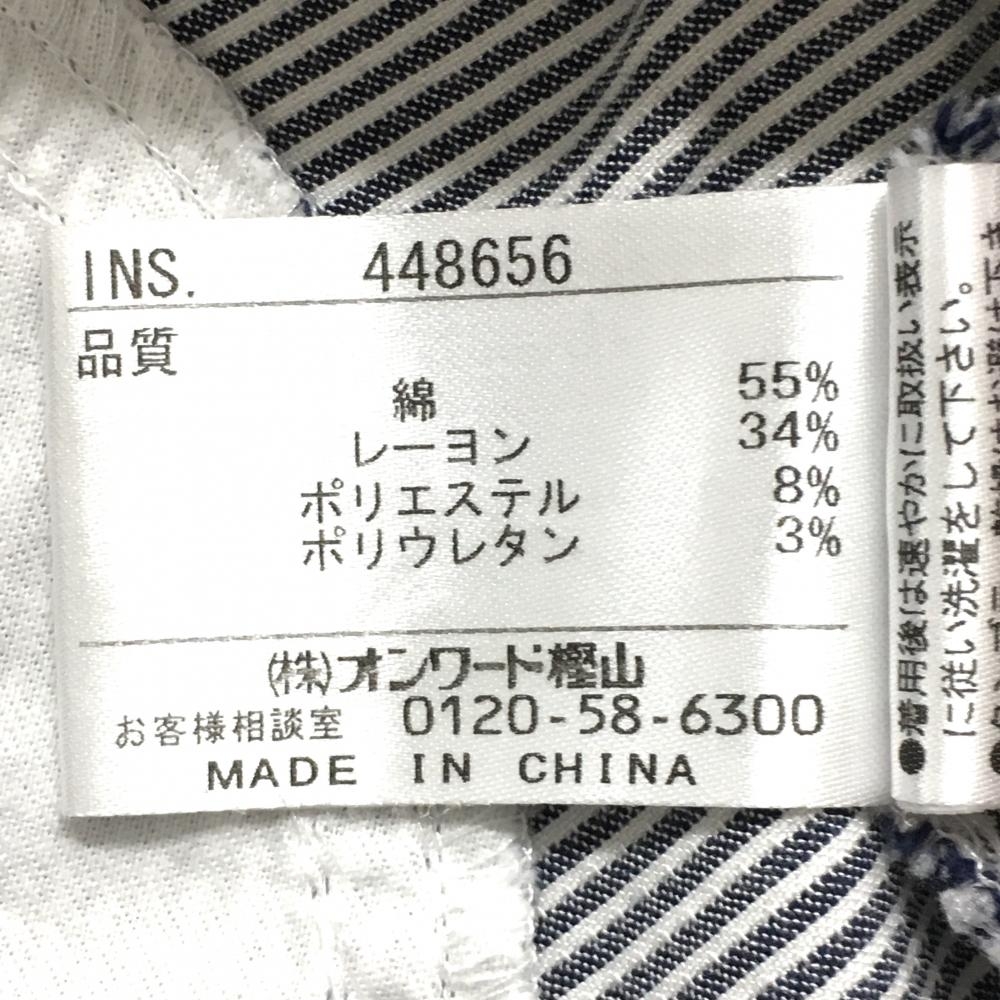 INS. 448656
品質
綿 55%
レーヨン 34%
ポリエステル 8%
ポリウレタン 3%
(株)オンワード樫山
お客様相談室 0120-58-6300
MADE IN CHINA
●着用後は速やかに取扱い表示
に従い洗濯をして下さい。